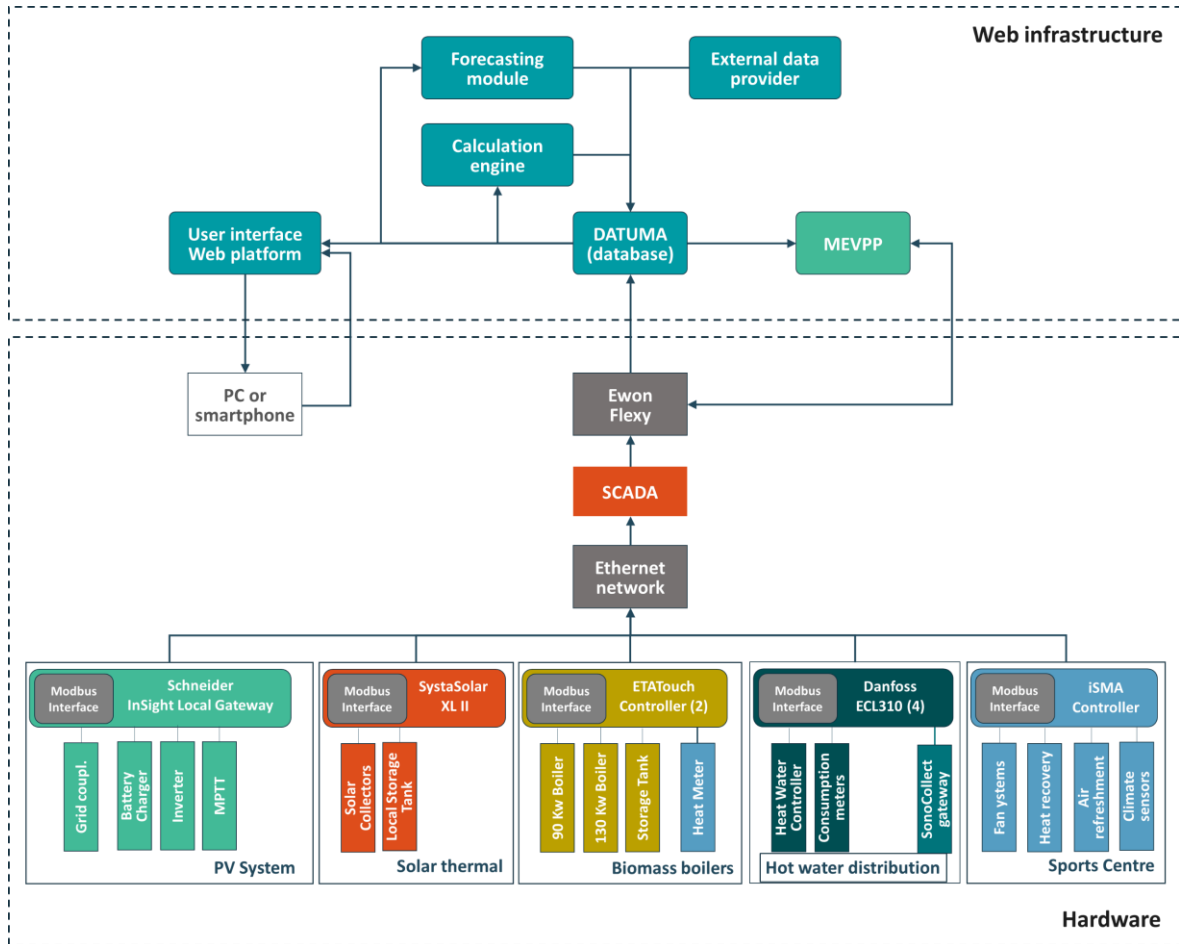 Web infrastructure
Forecasting
module
External data
provider
Calculation
engine
User interface
Web platform
DATUMA
(database)
MEVPP
PC or
smartphone
Ewon
Flexy
SCADA
Ethernet
network
Modbus
Interface
Schneider
InSight Local Gateway
Grid coupl.
Battery
Charger
Inverter
MPTT
PV System
Modbus
Interface
SystaSolar
XL II
Solar
Collectors
Local Storage
Tank
Solar thermal
Modbus
Interface
ETATouch
Controller (2)
90 Kw Boiler
130 Kw Boiler
Storage Tank
Heat Meter
Biomass boilers
Modbus
Interface
Danfoss
ECL310 (4)
Heat Water
Controller
Consumption
meters
SonoCollect
gateway
Hot water distribution
Modbus
Interface
iSMA
Controller
Fan ystems
Heat recovery
Air
refreshment
Climate
sensors
Sports Centre
Hardware